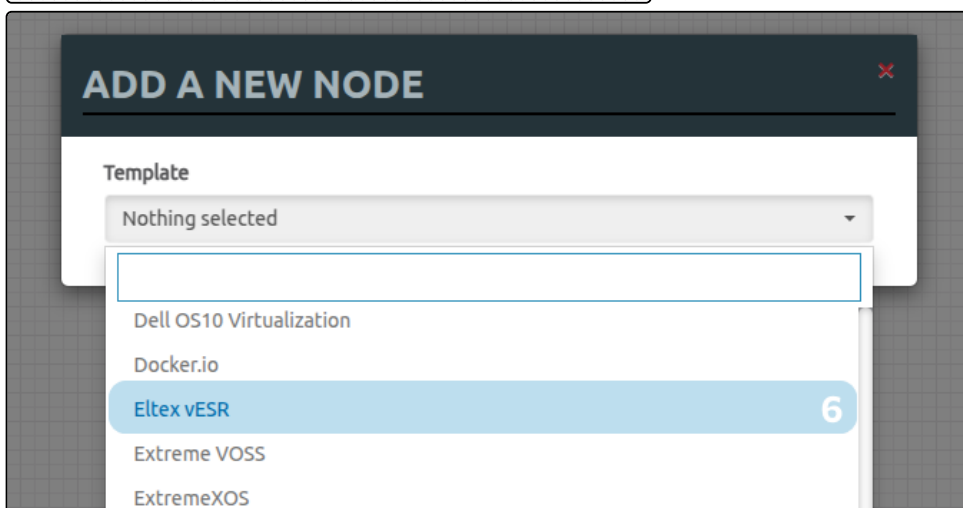 ADD A NEW NODE
×
Template
Nothing selected
Dell OS10 Virtualization
Docker.io
Eltex vESR 6
Extreme VOSS
ExtremeXOS